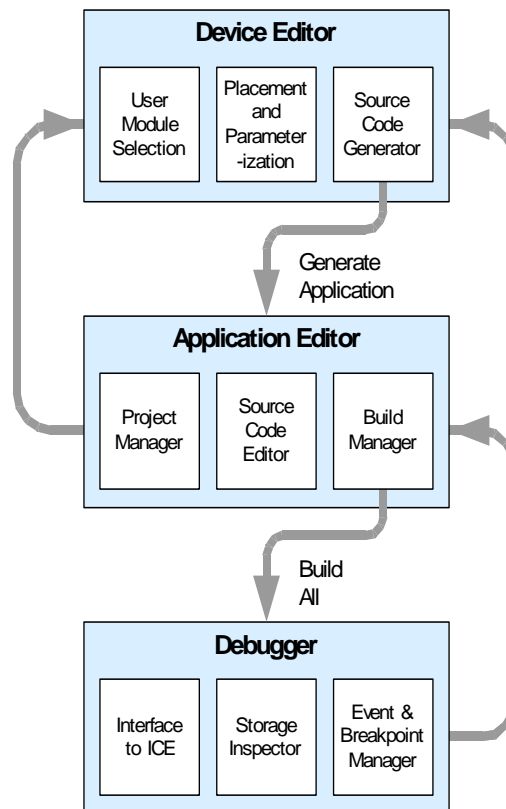 Device Editor
User
Module
Selection
Placement
and
Parameter
-ization
Source
Code
Generator
Generate
Application
Application Editor
Project
Manager
Source
Code
Editor
Build
Manager
Build
All
Debugger
Interface
to ICE
Storage
Inspector
Event &
Breakpoint
Manager